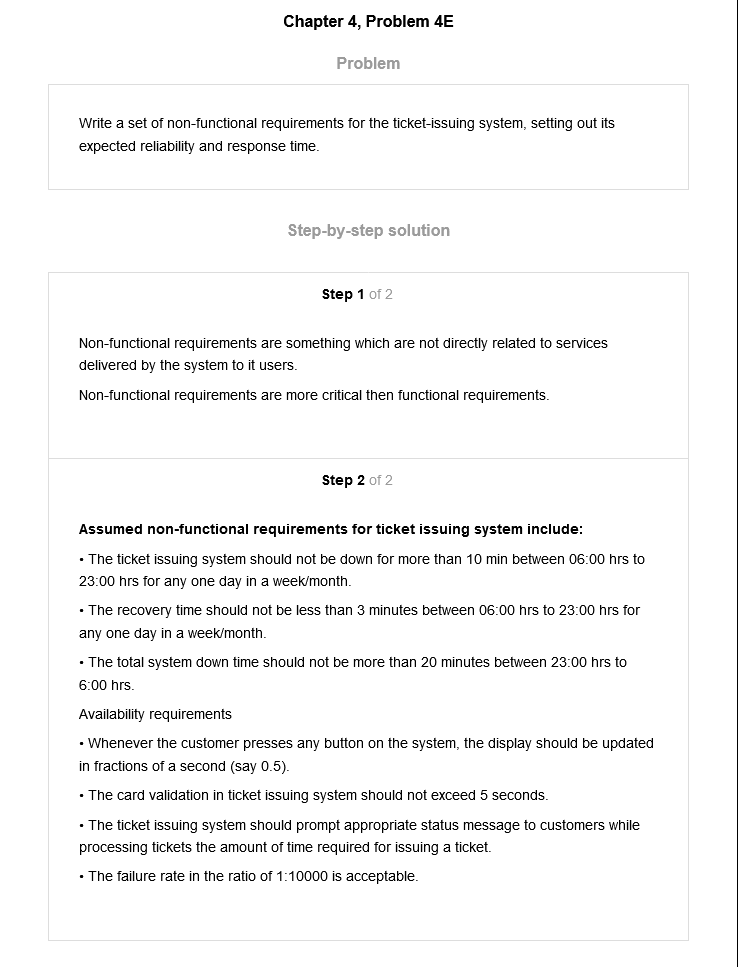 Chapter 4, Problem 4E
Problem
Write a set of non-functional requirements for the ticket-issuing system, setting out its
expected reliability and response time.
Step-by-step solution
Step 1 of 2
Non-functional requirements are something which are not directly related to services
delivered by the system to it users.
Non-functional requirements are more critical then functional requirements.
Step 2 of 2
Assumed non-functional requirements for ticket issuing system include:
• The ticket issuing system should not be down for more than 10 min between 06:00 hrs to
23:00 hrs for any one day in a week/month.
• The recovery time should not be less than 3 minutes between 06:00 hrs to 23:00 hrs for
any one day in a week/month.
• The total system down time should not be more than 20 minutes between 23:00 hrs to
6:00 hrs.
Availability requirements
• Whenever the customer presses any button on the system, the display should be updated
in fractions of a second (say 0.5).
• The card validation in ticket issuing system should not exceed 5 seconds.
• The ticket issuing system should prompt appropriate status message to customers while
processing tickets the amount of time required for issuing a ticket.
• The failure rate in the ratio of 1:10000 is acceptable.